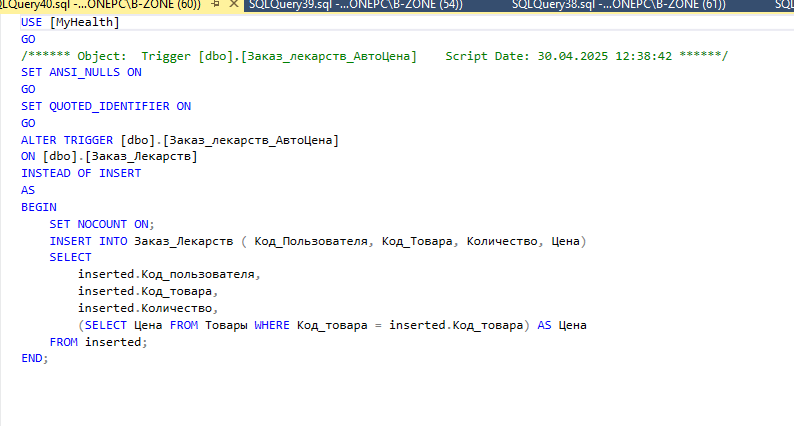 LQuery40.sql -...ONEPC\B-ZONE (60)) SQLQuery39.sql -...ONEPC\B-ZONE (54)) SQLQuery38.sql -...ONEPC\B-ZONE (61)) SQL
USE [MyHealth]
GO
/****** Object:  Trigger [dbo].[Заказ_лекарств_АвтоЦена]    Script Date: 30.04.2025 12:38:42 ******/
SET ANSI_NULLS ON
GO
SET QUOTED_IDENTIFIER ON
GO
ALTER TRIGGER [dbo].[Заказ_лекарств_АвтоЦена]
ON [dbo].[Заказ_Лекарств]
INSTEAD OF INSERT
AS
BEGIN
    SET NOCOUNT ON;
    INSERT INTO Заказ_Лекарств ( Код_Пользователя, Код_Товара, Количество, Цена)
    SELECT
        inserted.Код_пользователя,
        inserted.Код_товара,
        inserted.Количество,
        (SELECT Цена FROM Товары WHERE Код_товара = inserted.Код_товара) AS Цена
    FROM inserted;
END;